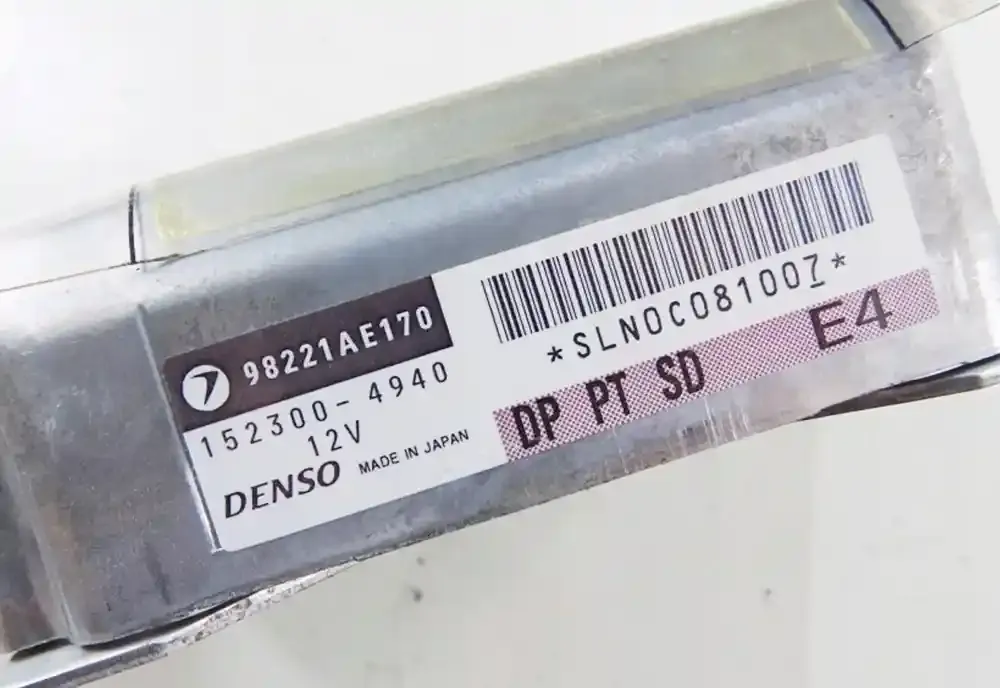 98221AE170
152300-4940
12V
DENSO MADE IN JAPAN
*SLN0C081007*
DP PT SD E4